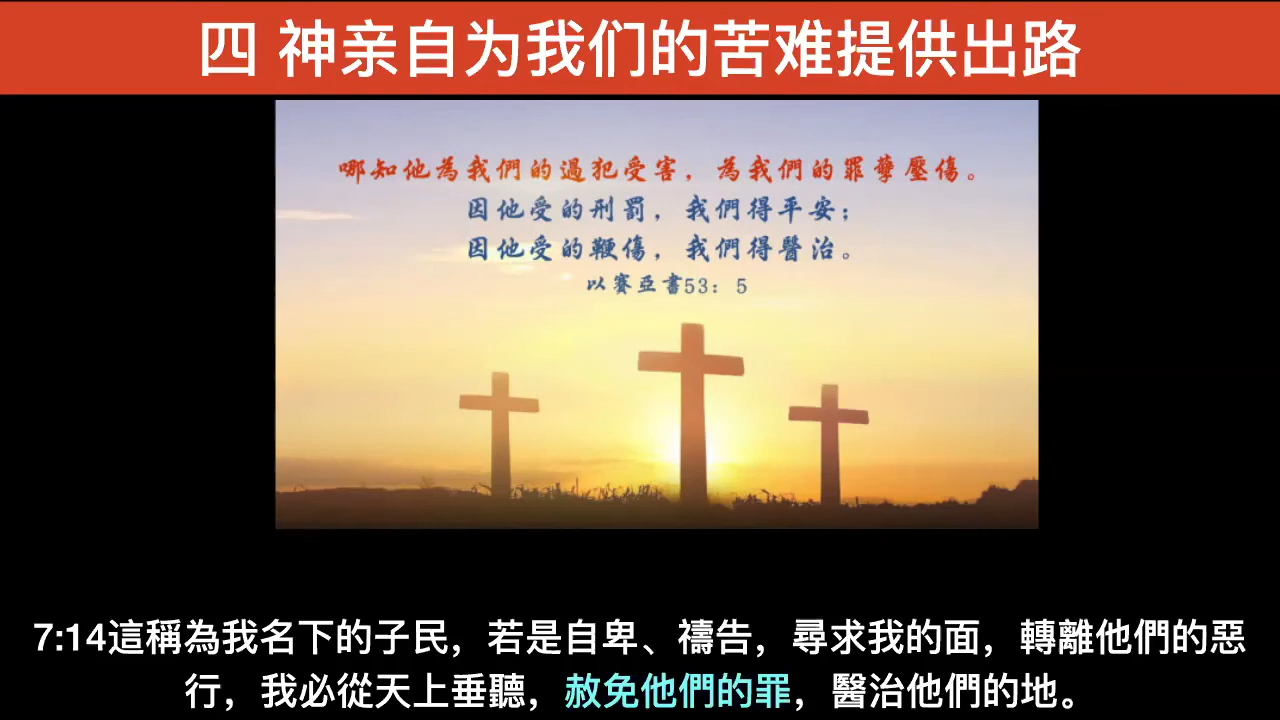 四 神亲自为我们的苦难提供出路
哪知他為我們的過犯受害，為我們的罪孽壓傷。
因他受的刑罰，我們得平安；
因他受的鞭傷，我們得醫治。
以賽亞書53：5
7:14這稱為我名下的子民，若是自卑、禱告，尋求我的面，轉離他們的惡
行，我必從天上垂聽，赦免他們的罪，醫治他們的地。